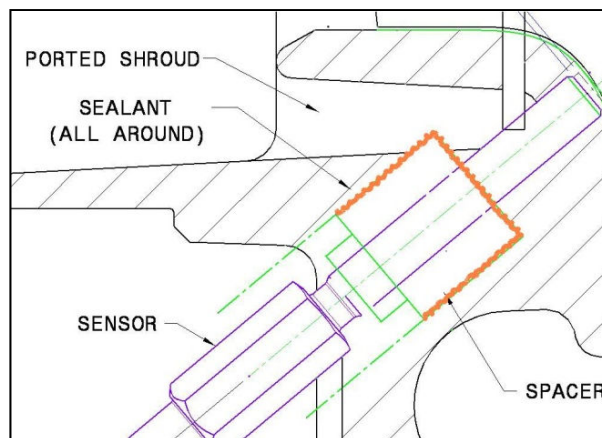 PORTED SHROUD
SEALANT
(ALL AROUND)
SENSOR
SPACER